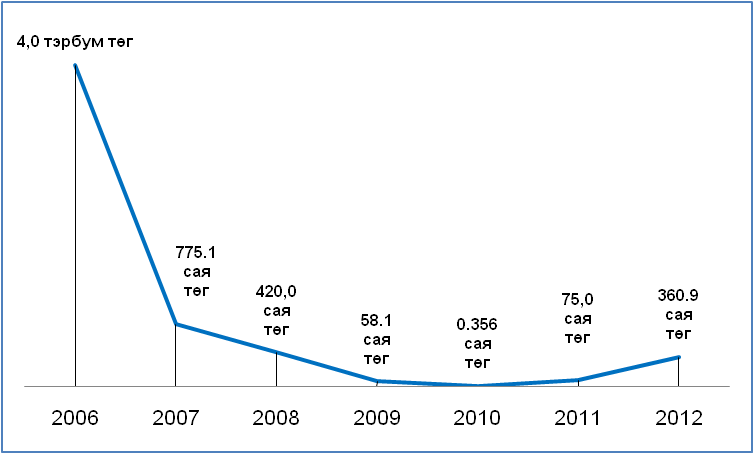 4,0 тэрбум төг
775.1
сая
төг
420,0
сая
төг
58.1
сая
төг
0.356
сая
төг
75,0
сая
төг
360.9
сая
төг
2006 2007 2008 2009 2010 2011 2012